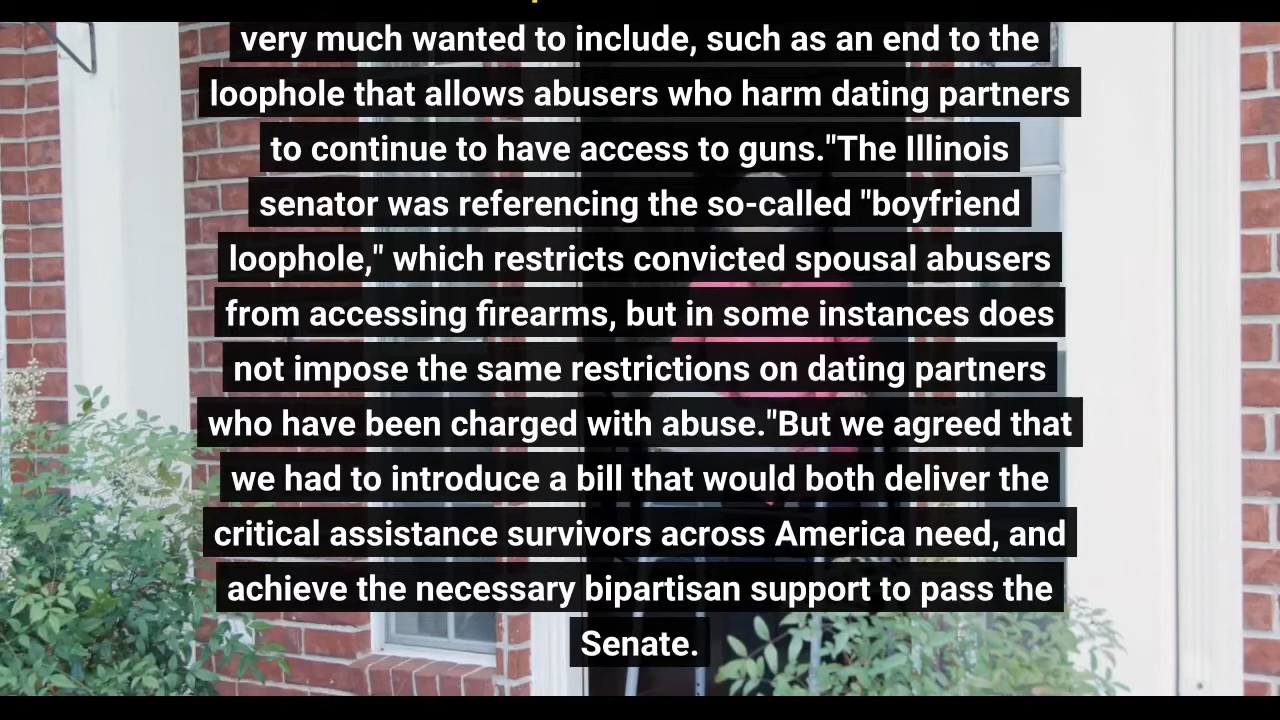 very much wanted to include, such as an end to the
loophole that allows abusers who harm dating partners
to continue to have access to guns."The Illinois
senator was referencing the so-called "boyfriend
loophole," which restricts convicted spousal abusers
from accessing firearms, but in some instances does
not impose the same restrictions on dating partners
who have been charged with abuse."But we agreed that
we had to introduce a bill that would both deliver the
critical assistance survivors across America need, and
achieve the necessary bipartisan support to pass the
Senate.